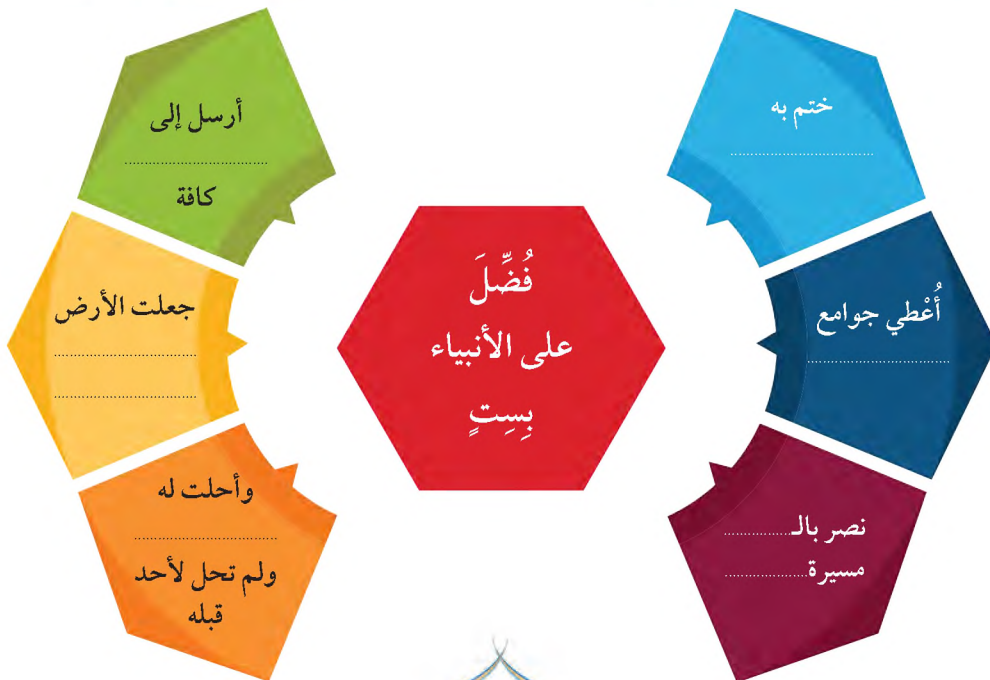 فُضِّلَ
على الأنبياء
بِسِتٍ
ختم به
..............................
أُعْطي جوامع
..............................
نصر بالـ................
مسيرة..................
أرسل إلى
..............................
كافة
جعلت الأرض
..............................
..............................
وأحلت له
..............................
ولم تحل لأحد
قبله